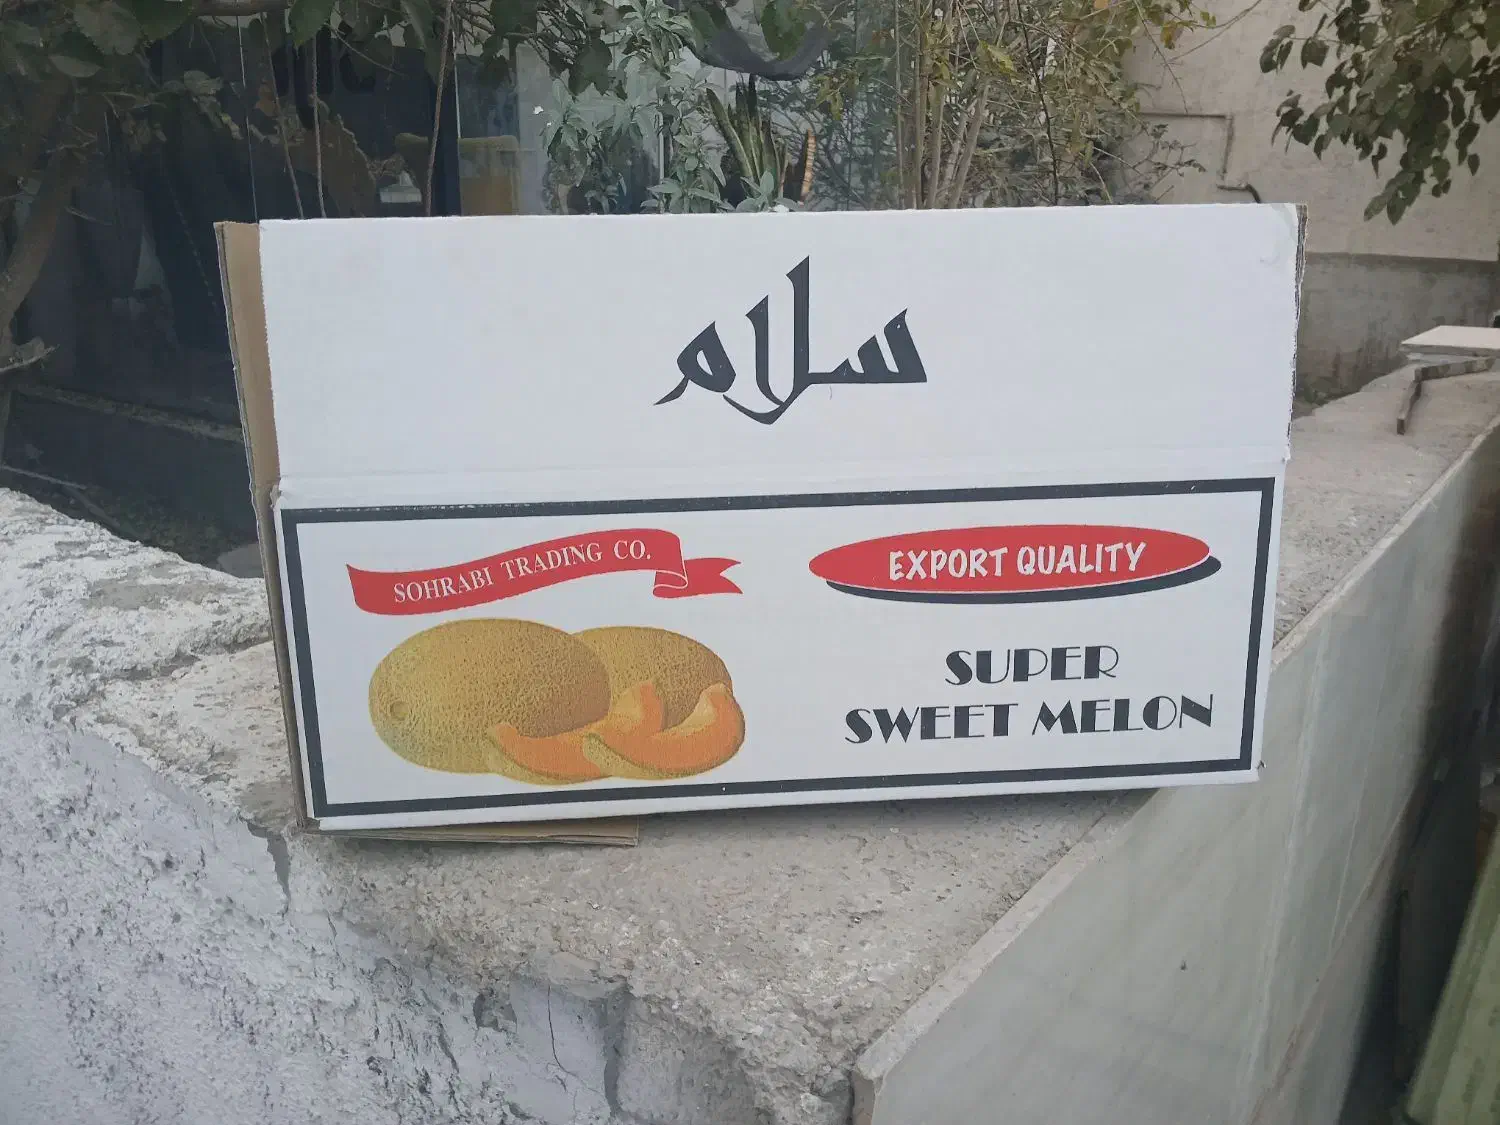 سلام
SOHRABI TRADING CO.
EXPORT QUALITY
SUPER
SWEET MELON